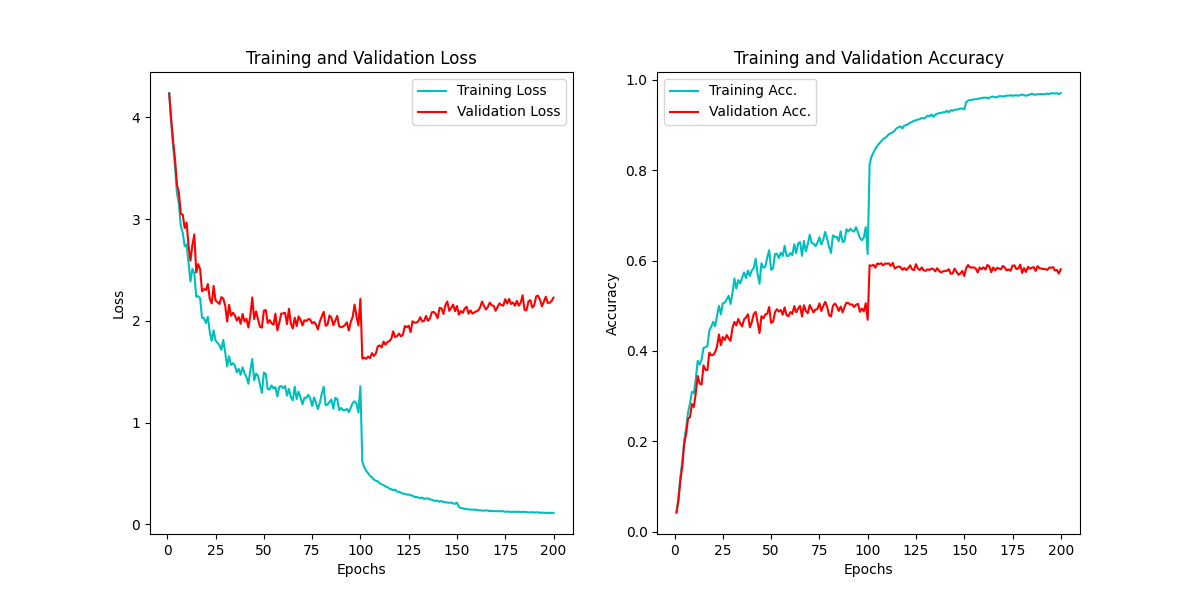 Training and Validation Loss
Training Loss
Validation Loss
4
3
2
1
0
Loss
0 25 50 75 100 125 150 175 200
Epochs
Training and Validation Accuracy
Training Acc.
Validation Acc.
1.0
0.8
0.6
0.4
0.2
0.0
Accuracy
0 25 50 75 100 125 150 175 200
Epochs